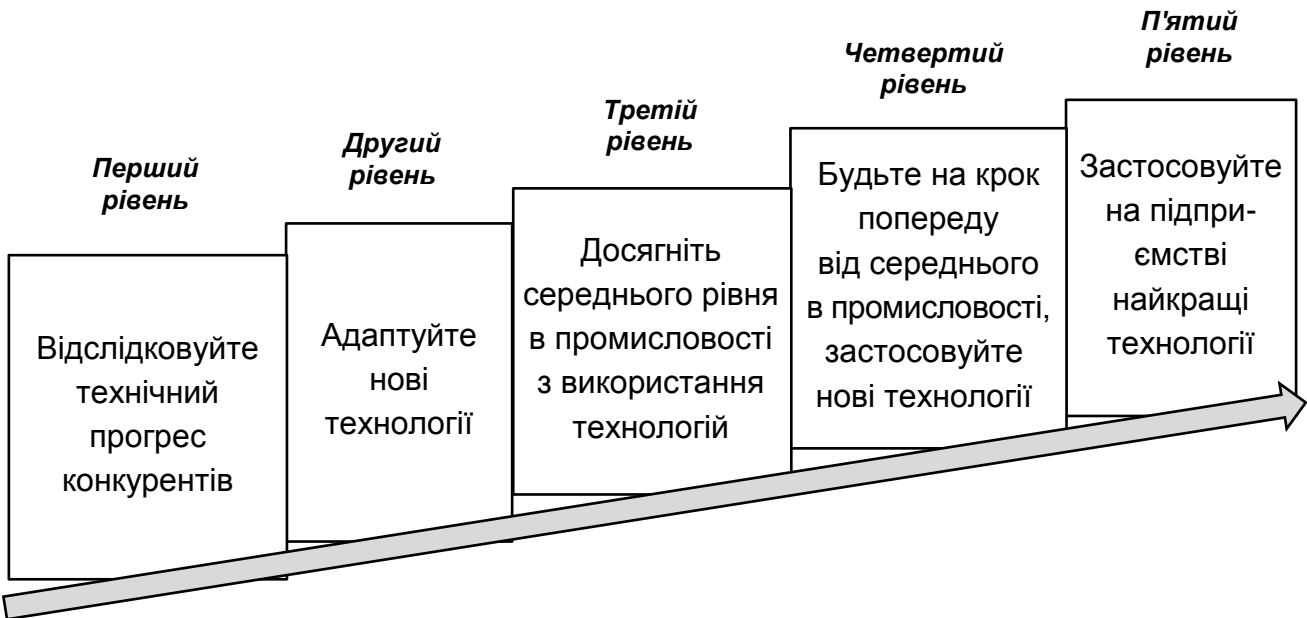 Перший
рівень
Відслідковуйте
технічний
прогрес
конкурентів
Другий
рівень
Адаптуйте
нові
технології
Третій
рівень
Досягніть
середнього рівня
в промисловості
з використання
технологій
Четвертий
рівень
Будьте на крок
попереду
від середнього
в промисловості,
застосовуйте
нові технології
П'ятий
рівень
Застосовуйте
на підпри-
ємстві
найкращі
технології